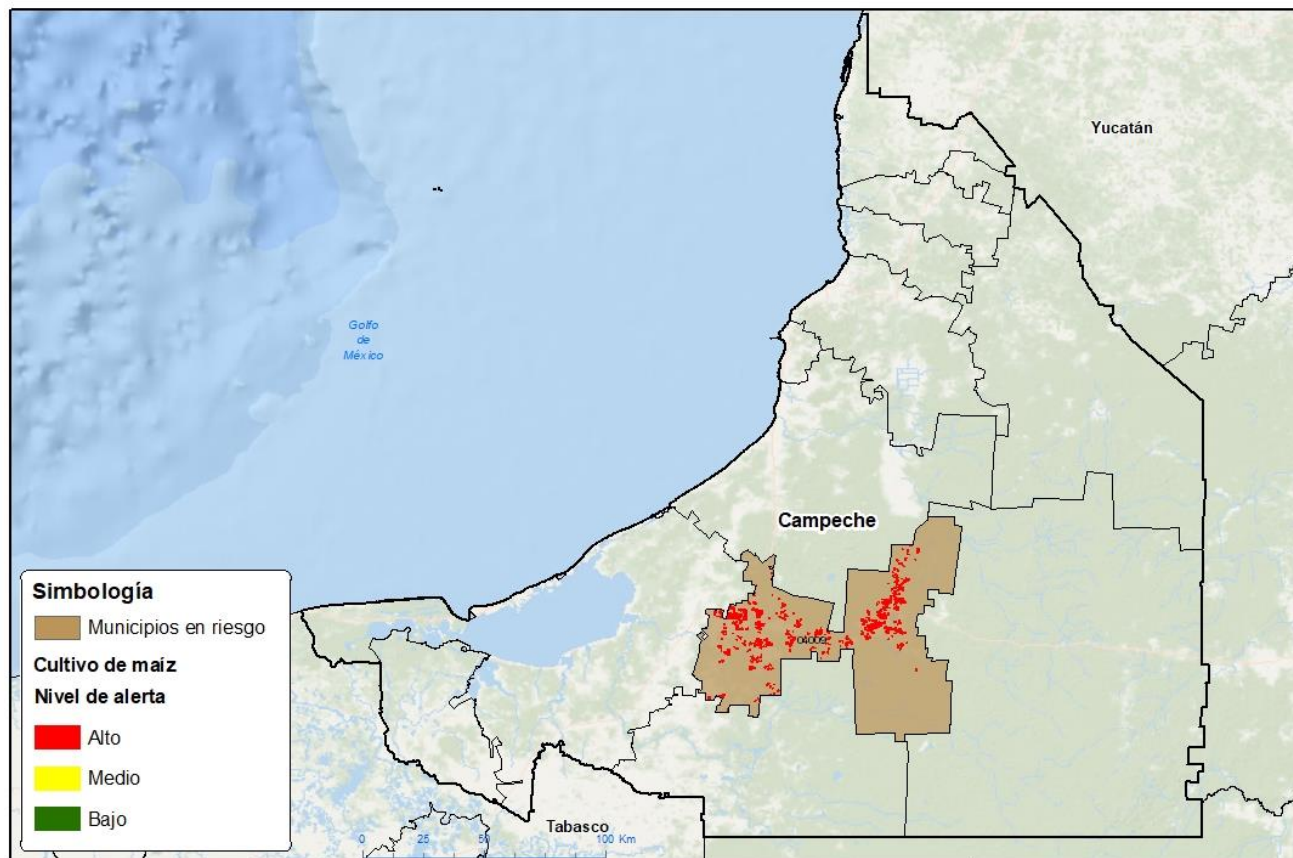 Yucatán
Golfo
de
México
Campeche
04009
Simbología
Municipios en riesgo
Cultivo de maíz
Nivel de alerta
Alto
Medio
Bajo
Tabasco
0 25 50 100 Km